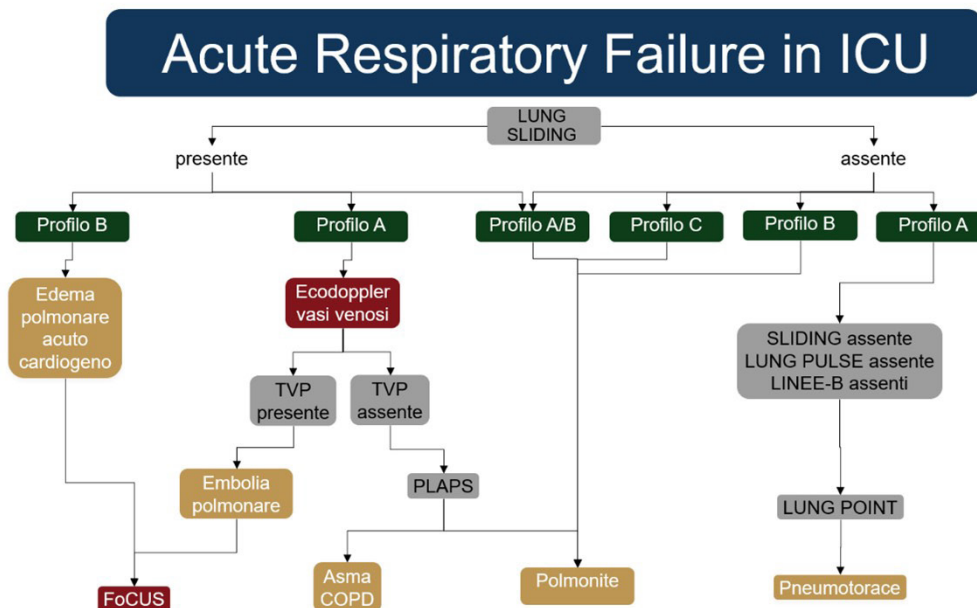 Acute Respiratory Failure in ICU
LUNG
SLIDING
presente
assente
Profilo B
Profilo A
Profilo A/B
Profilo C
Profilo B
Profilo A
Edema
polmonare
acuto
cardiogeno
Ecodoppler
vasi venosi
SLIDING assente
LUNG PULSE assente
LINEE-B assenti
TVP
presente
TVP
assente
Embolia
polmonare
PLAPS
LUNG POINT
FoCUS
Asma
COPD
Polmonite
Pneumotorace